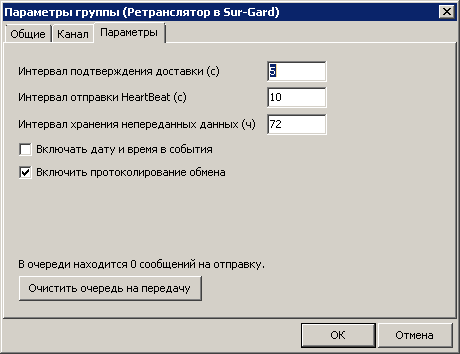 Параметры группы (Ретранслятор в Sur-Gard)
Общие Канал Параметры
Интервал подтверждения доставки (с) 5
Интервал отправки HeartBeat (с) 10
Интервал хранения непереданных данных (ч) 72
Включать дату и время в события
Включить протоколирование обмена
В очереди находится 0 сообщений на отправку.
Очистить очередь на передачу
ОК Отмена